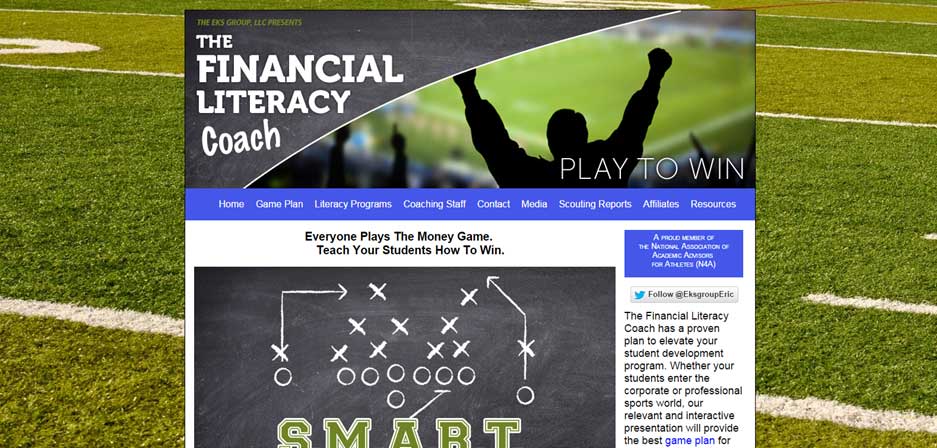 THE EKS GROUP, LLC PRESENTS
THE
FINANCIAL
LITERACY
Coach
PLAY TO WIN
Home Game Plan Literacy Programs Coaching Staff Contact Media Scouting Reports Affiliates Resources
Everyone Plays The Money Game.
Teach Your Students How To Win.
SMART
A PROUD MEMBER OF
THE NATIONAL ASSOCIATION OF
ACADEMIC ADVISORS
FOR ATHLETES (N4A)
Follow @EksgroupEric
The Financial Literacy
Coach has a proven
plan to elevate your
student development
program. Whether your
students enter the
corporate or professional
sports world, our
relevant and interactive
presentation will provide
the best game plan for